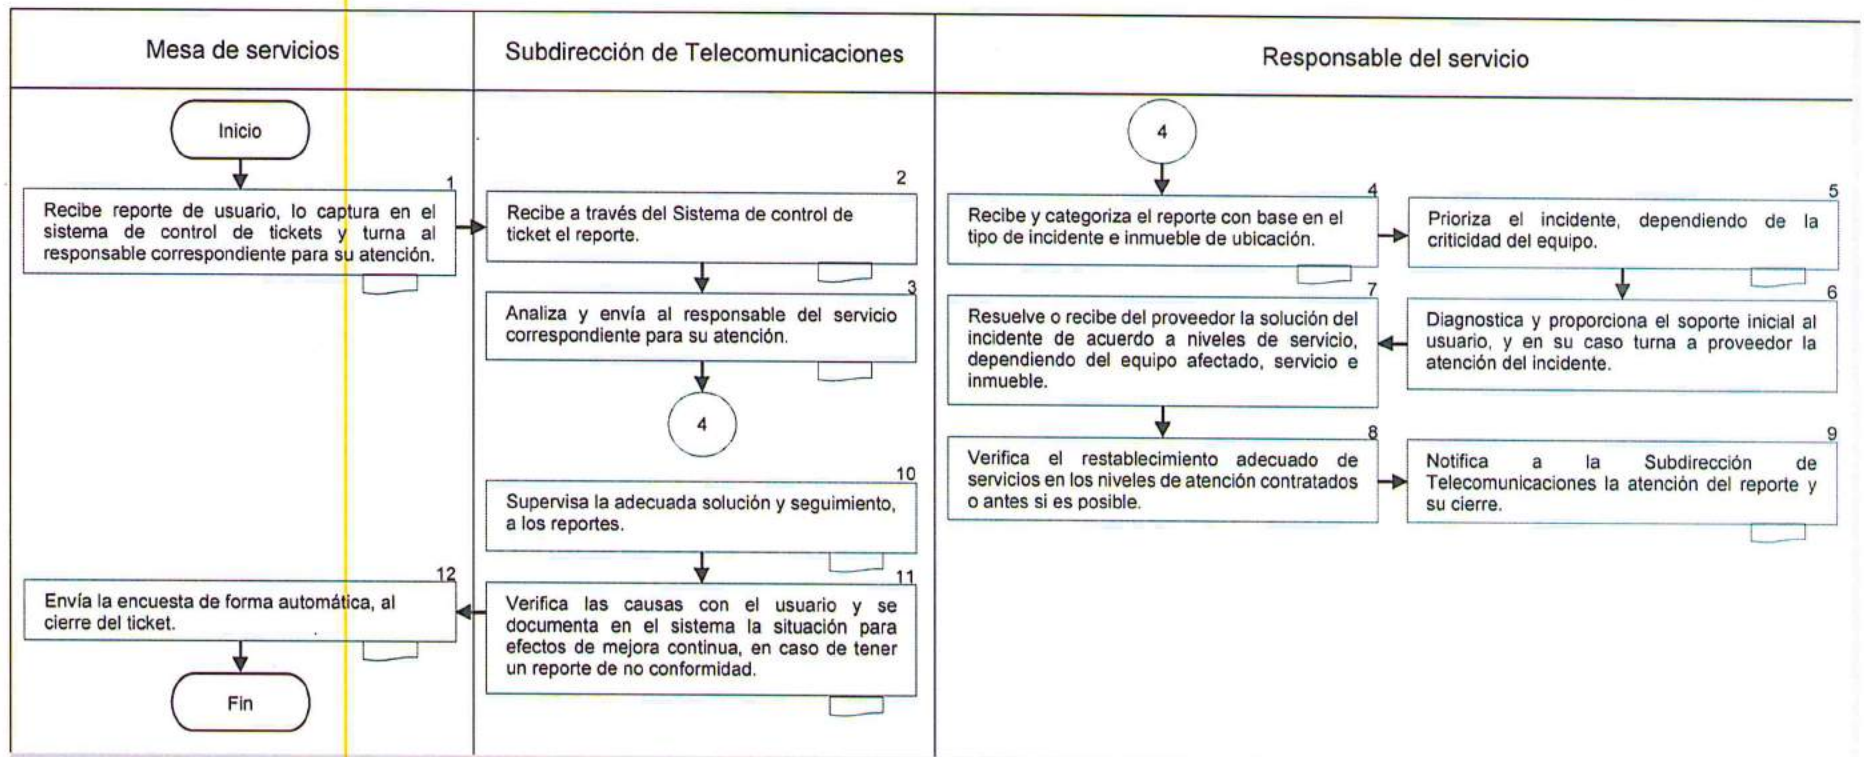 Mesa de servicios
Subdirección de Telecomunicaciones
Responsable del servicio
Inicio
1
Recibe reporte de usuario, lo captura en el
sistema de control de tickets y turna al
responsable correspondiente para su atención.
2
Recibe a través del Sistema de control de
ticket el reporte.
3
Analiza y envía al responsable del servicio
correspondiente para su atención.
4
4
4
Recibe y categoriza el reporte con base en el
tipo de incidente e inmueble de ubicación.
5
Prioriza el incidente, dependiendo de la
criticidad del equipo.
6
Diagnostica y proporciona el soporte inicial al
usuario, y en su caso turna a proveedor la
atención del incidente.
7
Resuelve o recibe del proveedor la solución del
incidente de acuerdo a niveles de servicio,
dependiendo del equipo afectado, servicio e
inmueble.
8
Verifica el restablecimiento adecuado de
servicios en los niveles de atención contratados
o antes si es posible.
9
Notifica a la Subdirección de
Telecomunicaciones la atención del reporte y
su cierre.
10
Supervisa la adecuada solución y seguimiento,
a los reportes.
11
Verifica las causas con el usuario y se
documenta en el sistema la situación para
efectos de mejora continua, en caso de tener
un reporte de no conformidad.
12
Envía la encuesta de forma automática, al
cierre del ticket.
Fin